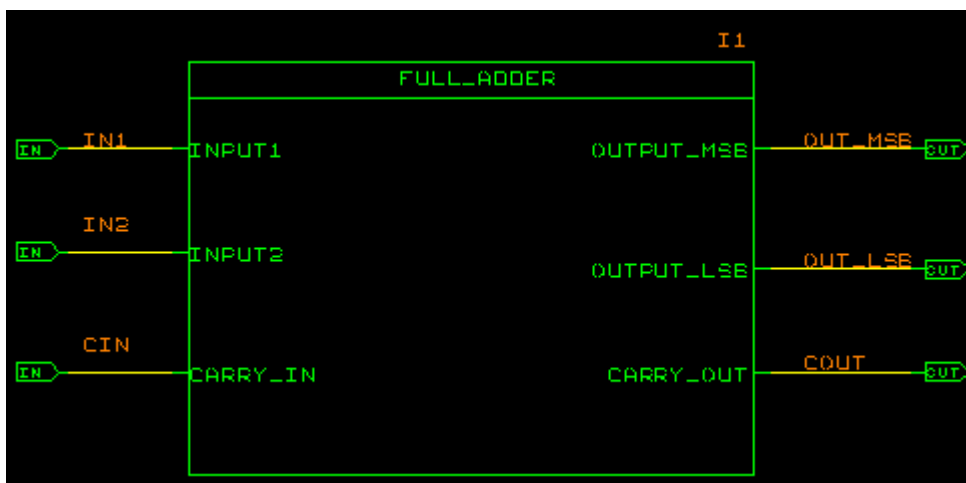 I1
FULL_ADDER
IN IN1 INPUT1 OUTPUT_MSB OUT_MSB OUT
IN IN2 INPUT2
OUTPUT_LSB OUT_LSB OUT
IN CIN CARRY_IN CARRY_OUT COUT OUT